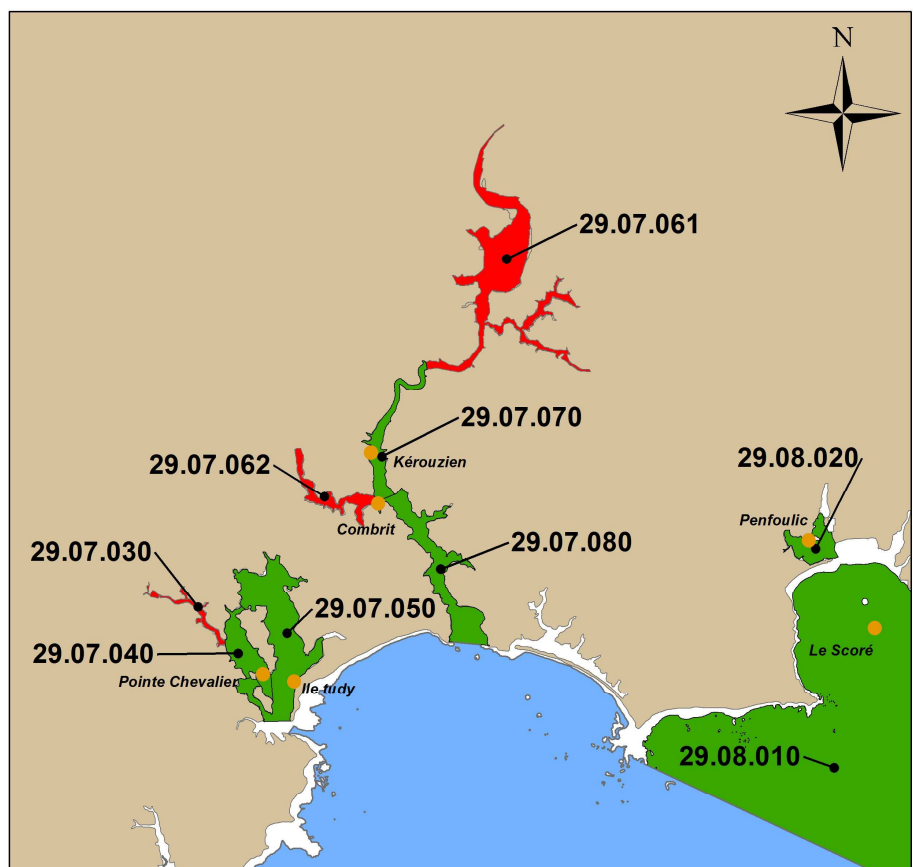 N
29.07.061
29.07.070
Kérouzien
29.07.062
29.08.020
Combrit
Penfoulic
29.07.030
29.07.080
29.07.050
29.07.040
Le Scoré
Pointe Chevalier
Ile tudy
29.08.010